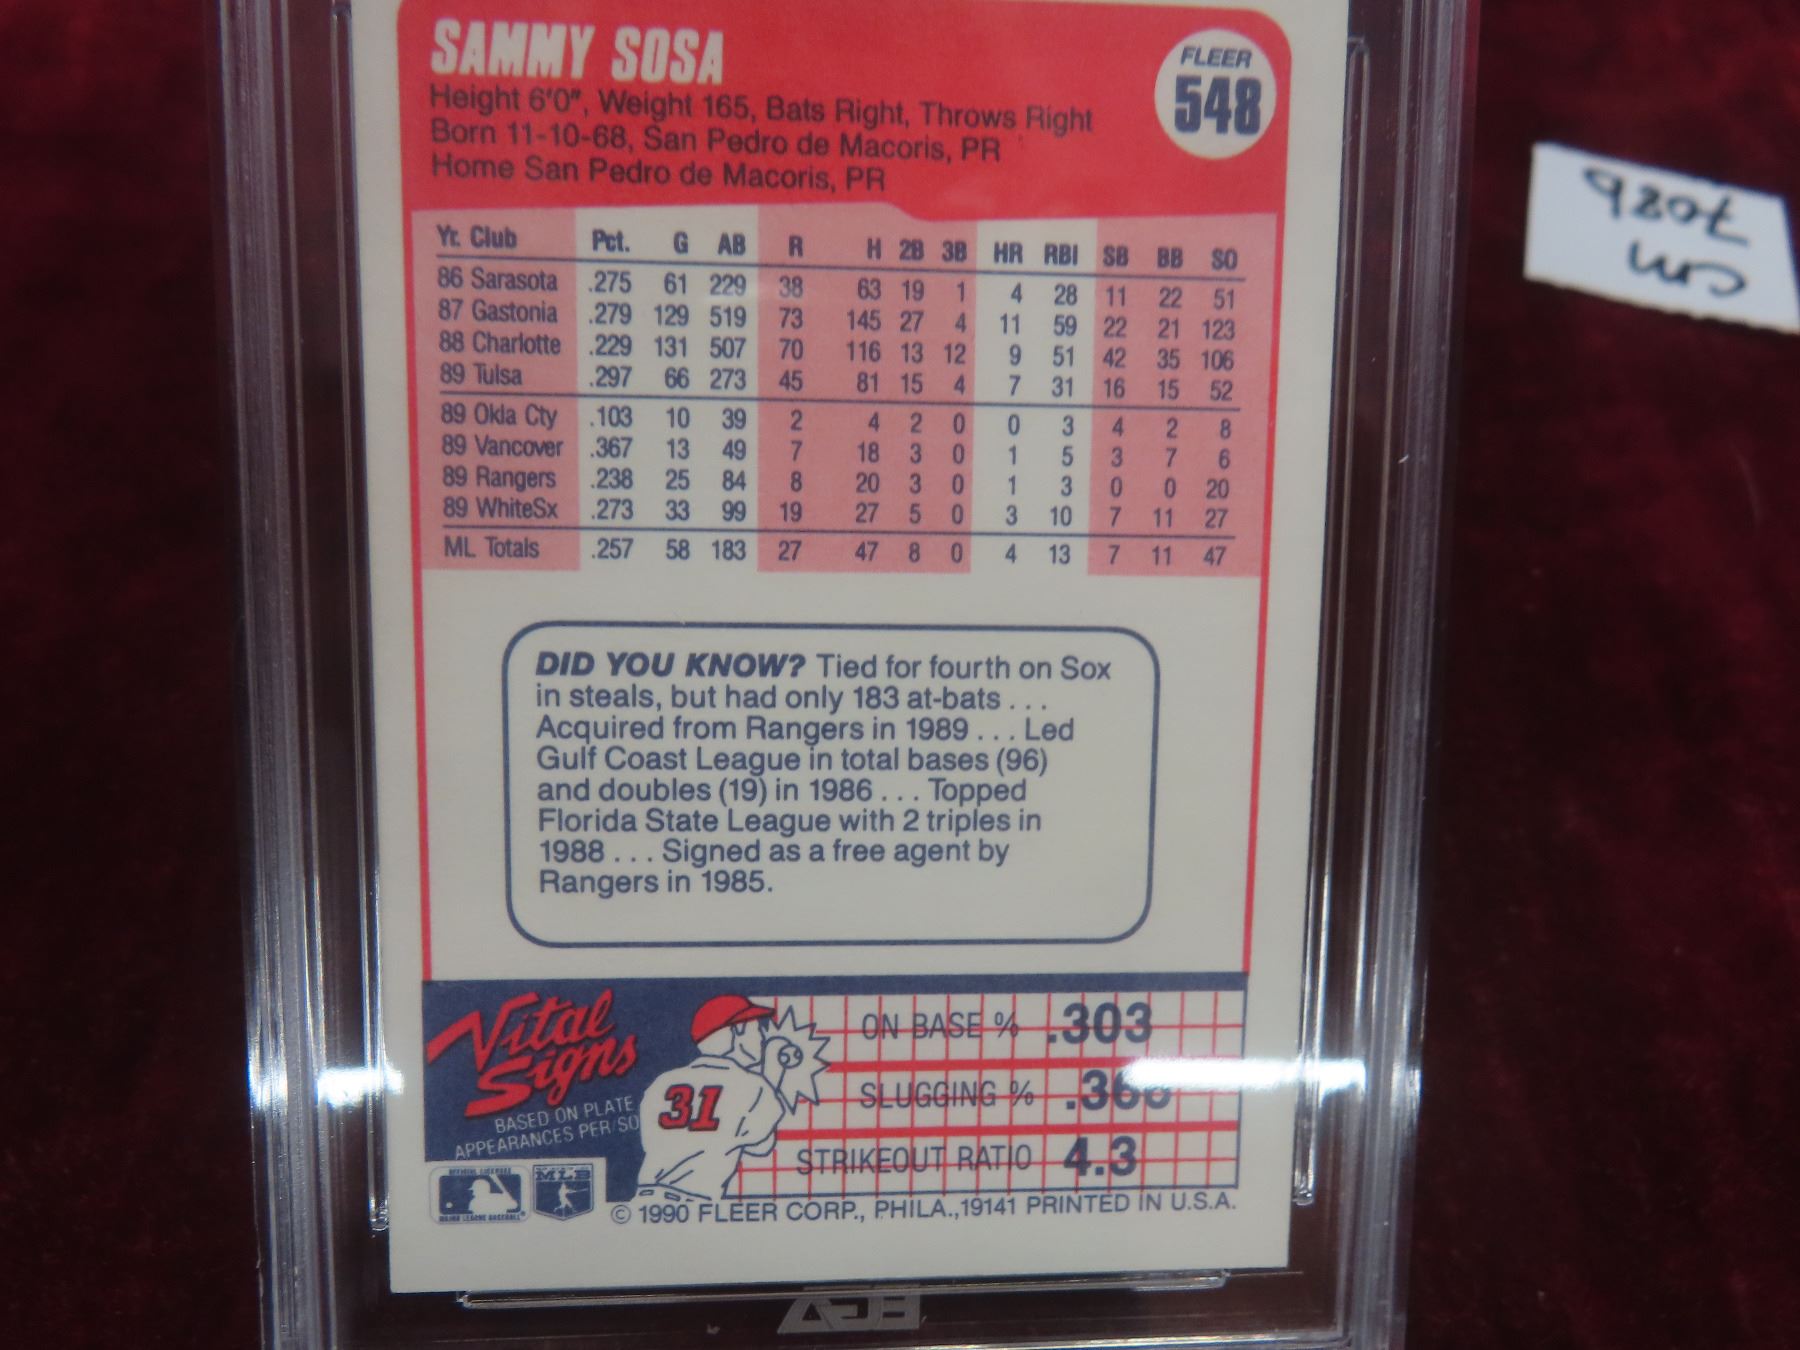 SAMMY SOSA
FLEER
548
Height 6'0", Weight 165, Bats Right, Throws Right
Born 11-10-68, San Pedro de Macoris, PR
Home San Pedro de Macoris, PR
Yr. Club Pct. G AB R H 2B 3B HR RBI SB BB SO
86 Sarasota .275 61 229 38 63 19 1 4 28 11 22 51
87 Gastonia .279 129 519 73 145 27 4 11 59 22 21 123
88 Charlotte .229 131 507 70 116 13 12 9 51 42 35 106
89 Tulsa .297 66 273 45 81 15 4 7 31 16 15 52
89 Okla Cty .103 10 39 2 4 2 0 0 3 4 2 8
89 Vancover .367 13 49 7 18 3 0 1 5 3 7 6
89 Rangers .238 25 84 8 20 3 0 1 3 0 0 20
89 WhiteSx .273 33 99 19 27 5 0 3 10 7 11 27
ML Totals .257 58 183 27 47 8 0 4 13 7 11 47
DID YOU KNOW? Tied for fourth on Sox
in steals, but had only 183 at-bats . . .
Acquired from Rangers in 1989 . . . Led
Gulf Coast League in total bases (96)
and doubles (19) in 1986 . . . Topped
Florida State League with 2 triples in
1988 . . . Signed as a free agent by
Rangers in 1985.
Vital
Signs
BASED ON PLATE
APPEARANCES PER/SO
31
ON BASE % .303
SLUGGING %
STRIKEOUT RATIO 4.3
MLB
MAJOR LEAGUE BASEBALL
© 1990 FLEER CORP., PHILA.,19141 PRINTED IN U.S.A.